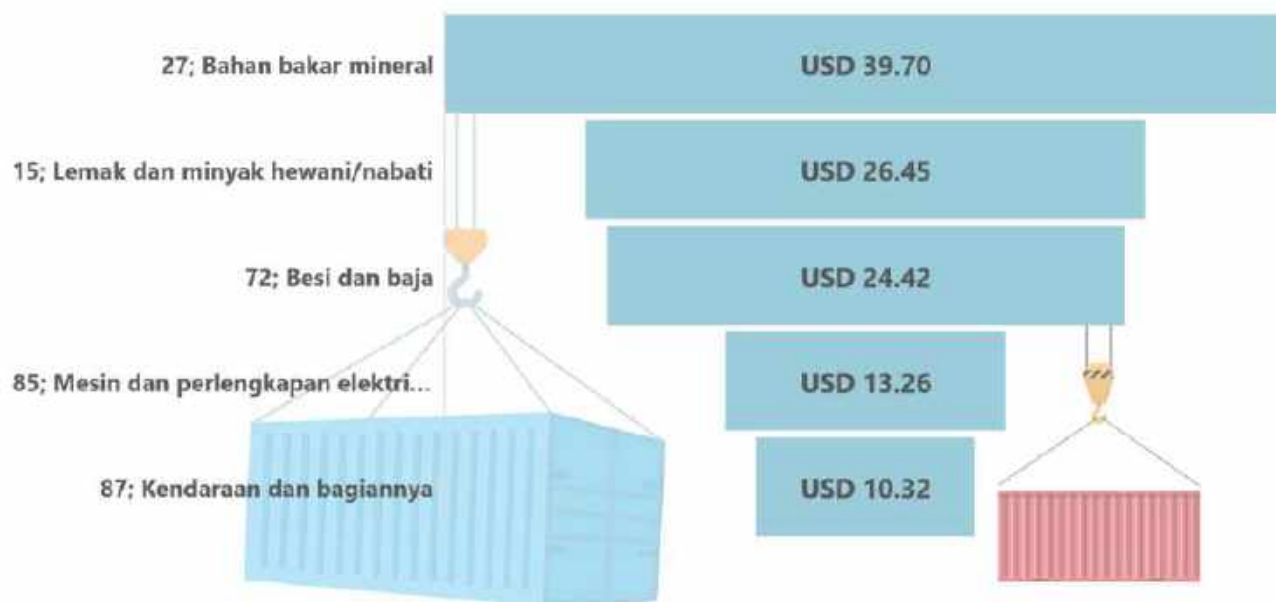 27; Bahan bakar mineral
USD 39.70
15; Lemak dan minyak hewani/nabati
USD 26.45
72; Besi dan baja
USD 24.42
85; Mesin dan perlengkapan elektri...
USD 13.26
87; Kendaraan dan bagiannya
USD 10.32